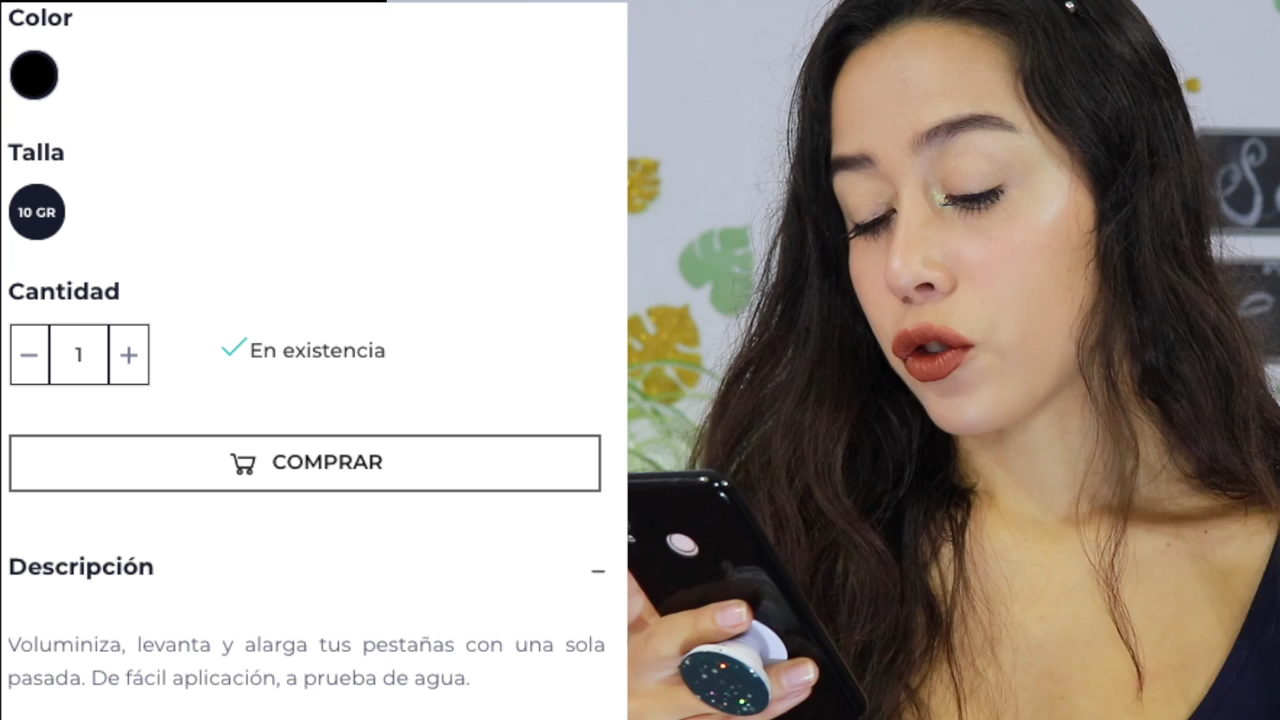 Color
Talla
10 GR
Cantidad
1
En existencia
COMPRAR
Descripción
Voluminiza, levanta y alarga tus pestañas con una sola
pasada. De fácil aplicación, a prueba de agua.